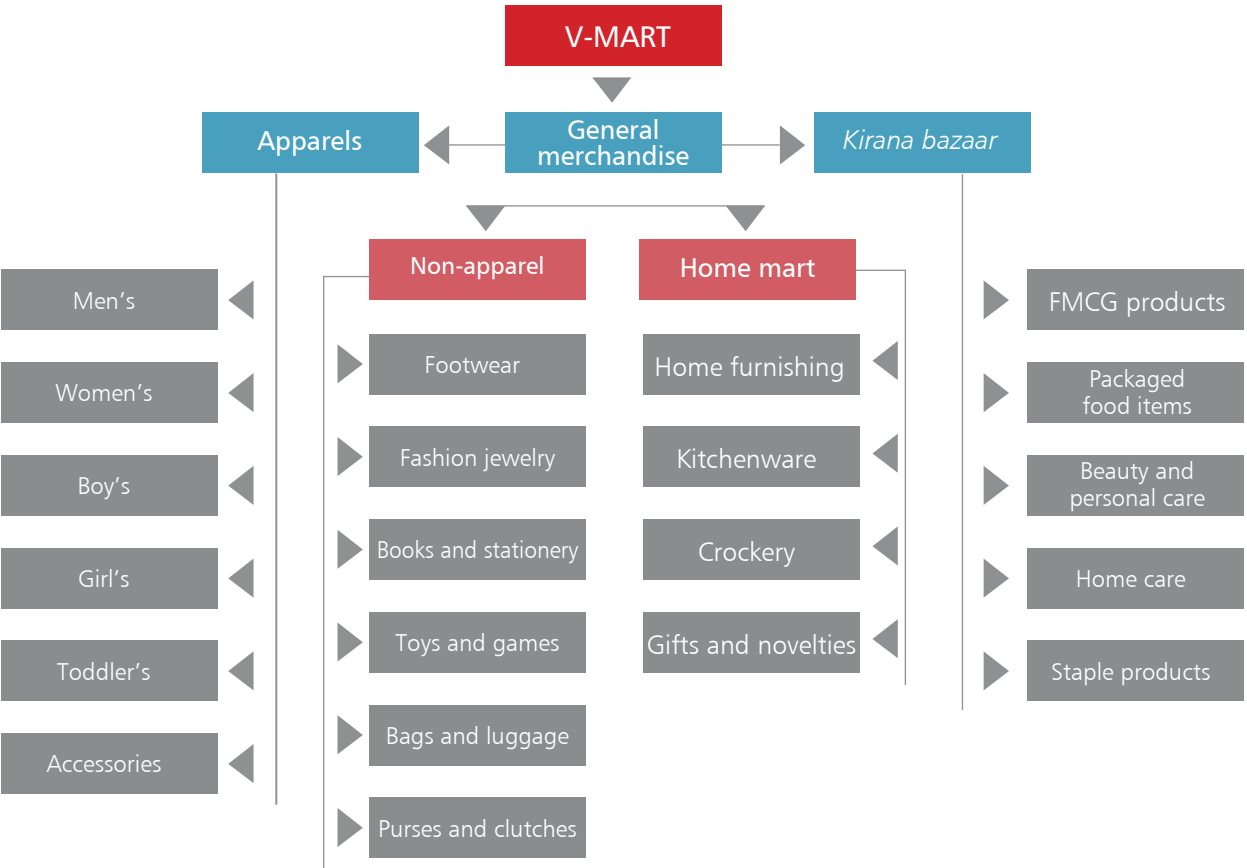 V-MART
Apparels
General
merchandise
Kirana bazaar
Non-apparel
Home mart
Men's
Women's
Boy's
Girl's
Toddler's
Accessories
Footwear
Fashion jewelry
Books and stationery
Toys and games
Bags and luggage
Purses and clutches
Home furnishing
Kitchenware
Crockery
Gifts and novelties
FMCG products
Packaged
food items
Beauty and
personal care
Home care
Staple products